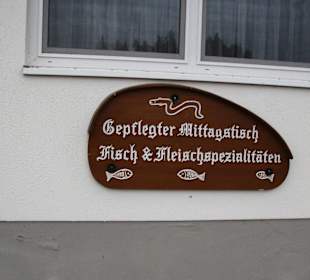 Gepflegter Mittagstisch
Fisch & Fleischspezialitäten